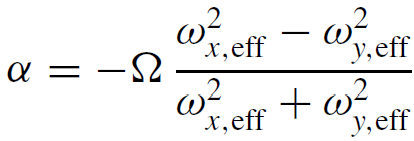 α = −Ω (ω²_{x,eff} − ω²_{y,eff}) / (ω²_{x,eff} + ω²_{y,eff})